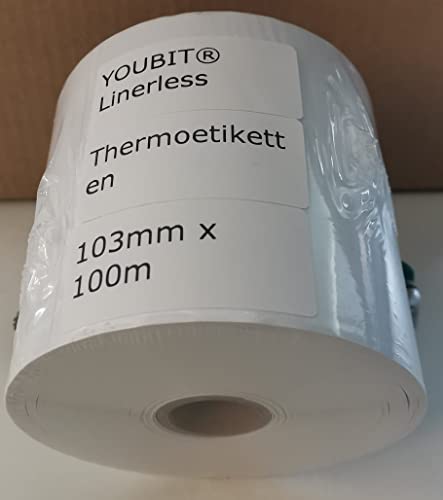 YOUBIT®
Linerless
Thermoetikett
en
103mm x
100m